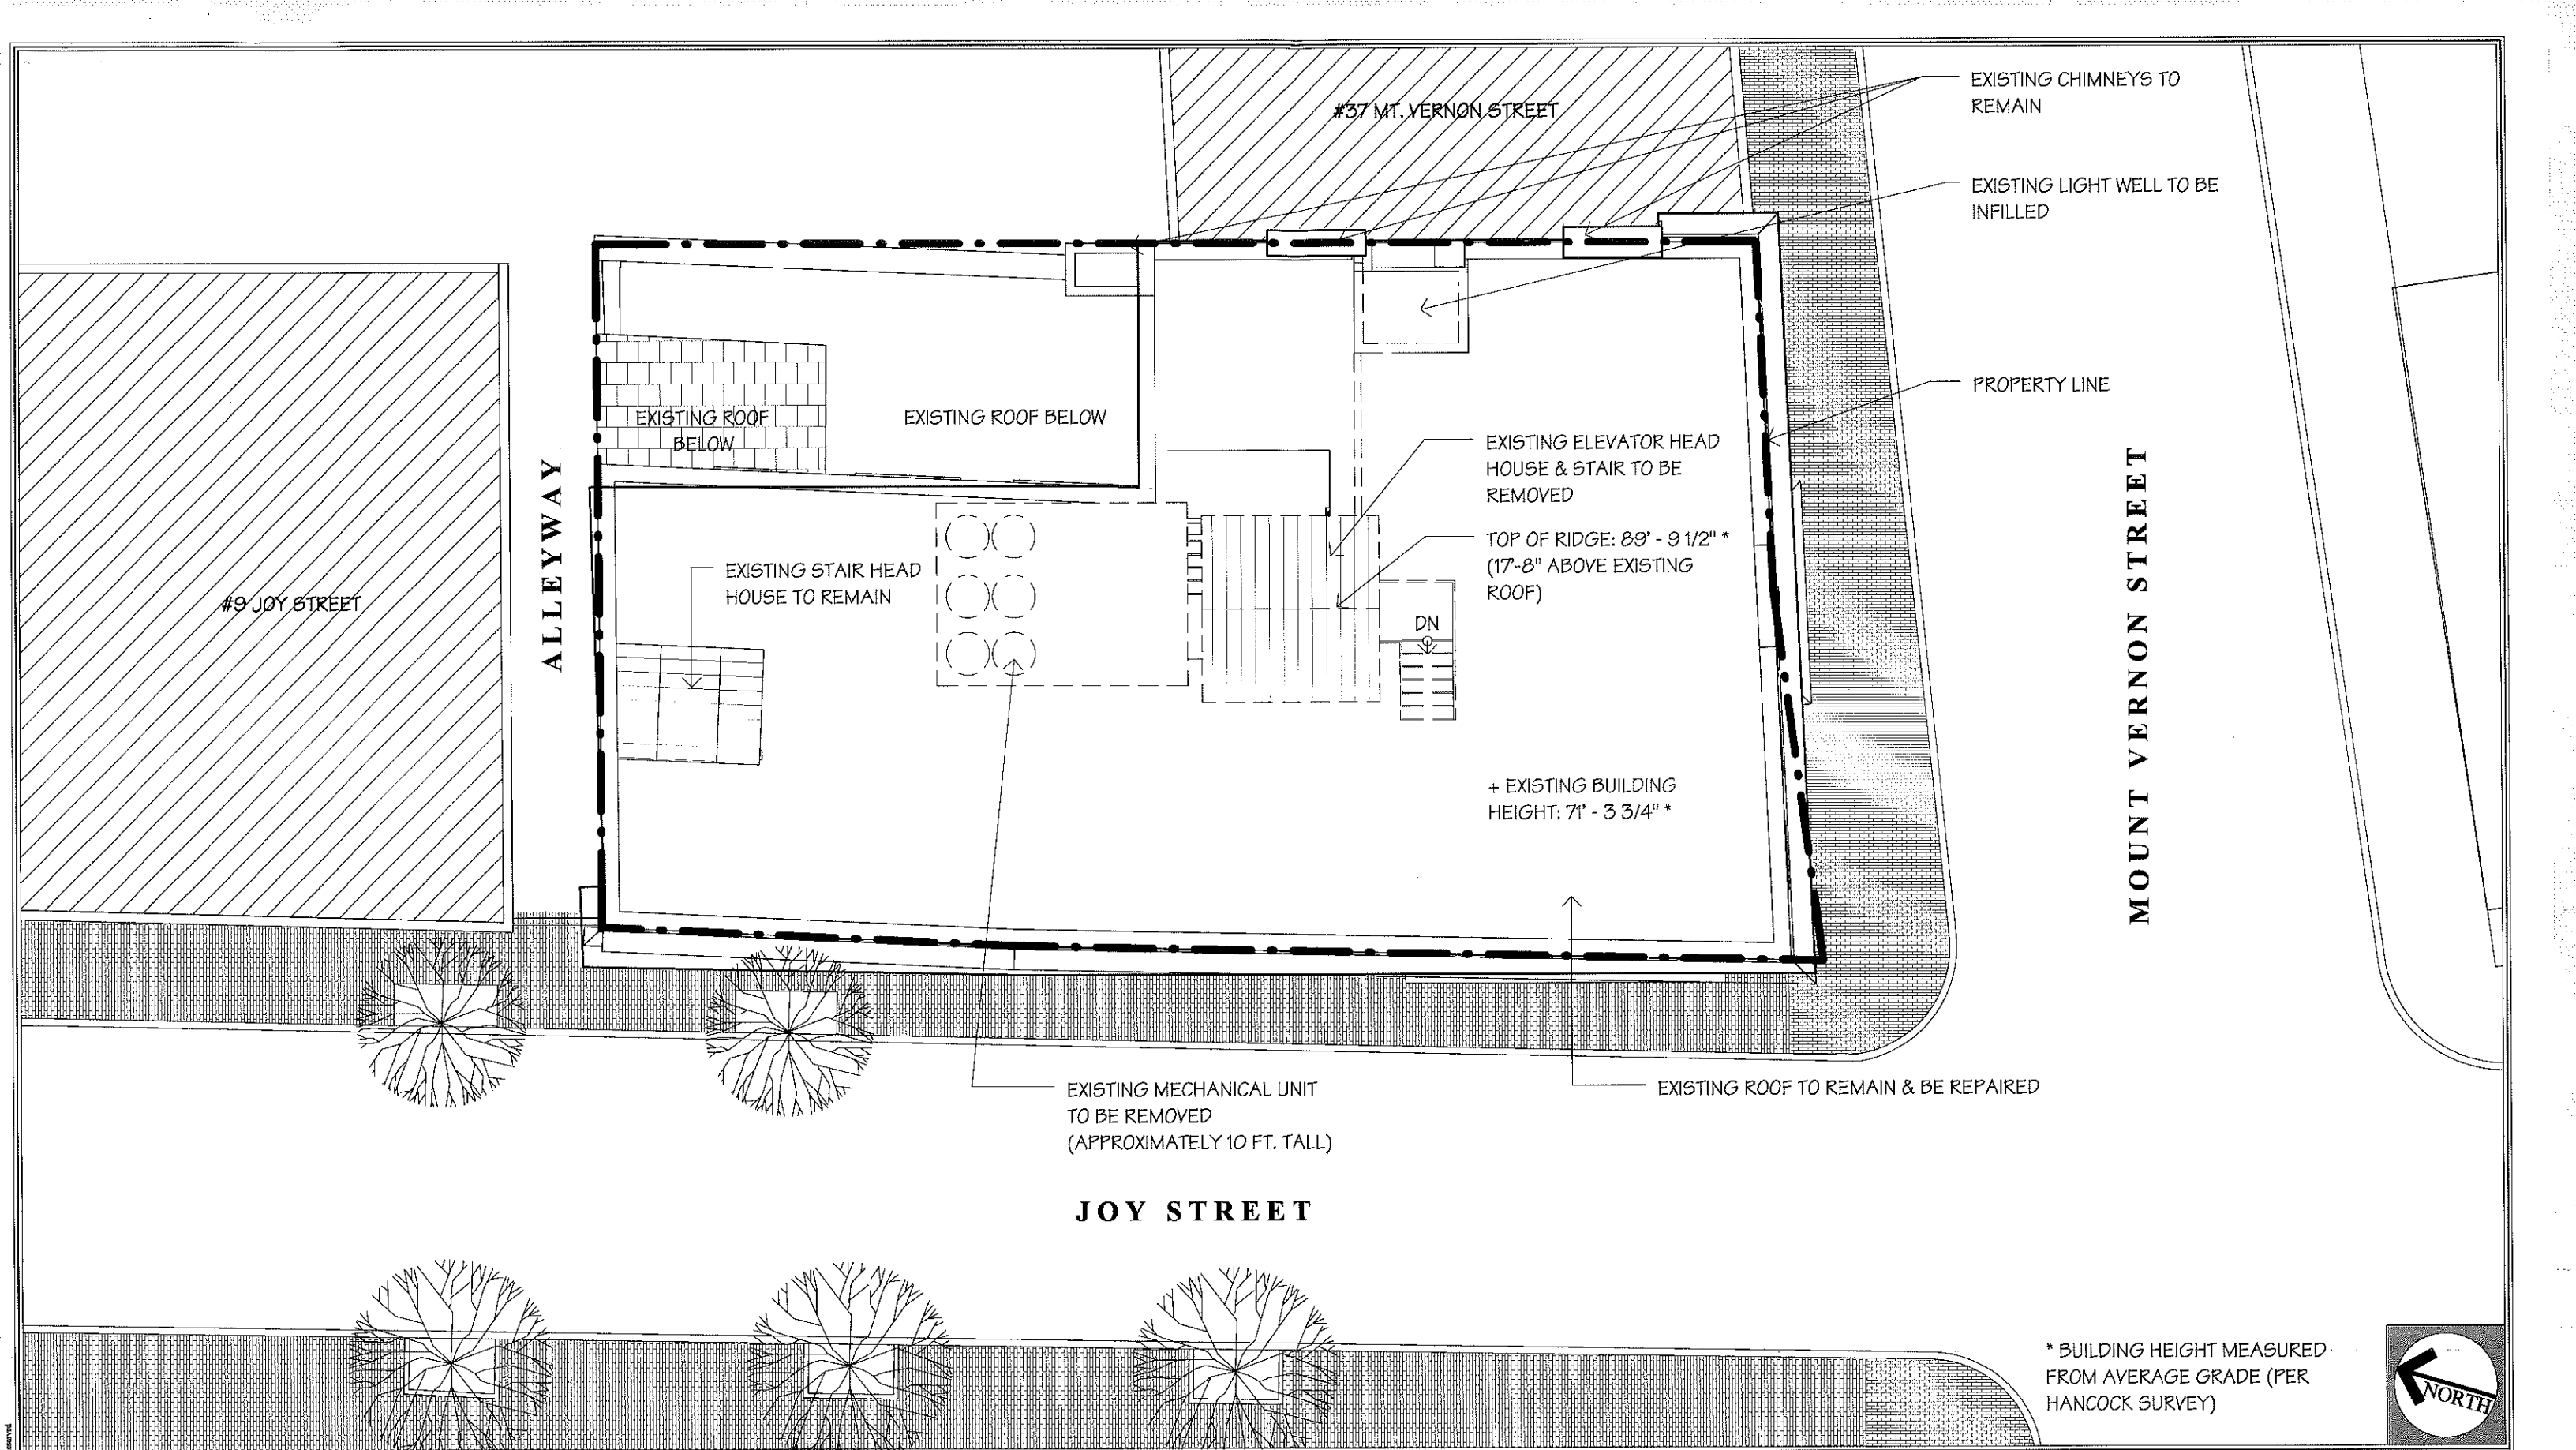 #37 MT. VERNON STREET
EXISTING CHIMNEYS TO
REMAIN
EXISTING LIGHT WELL TO BE
INFILLED
PROPERTY LINE
EXISTING ROOF
BELOW
EXISTING ROOF BELOW
EXISTING ELEVATOR HEAD
HOUSE & STAIR TO BE
REMOVED
TOP OF RIDGE: 89' - 9 1/2" *
(17'-8" ABOVE EXISTING
ROOF)
EXISTING STAIR HEAD
HOUSE TO REMAIN
#9 JOY STREET
ALLEYWAY
DN
MOUNT VERNON STREET
+ EXISTING BUILDING
HEIGHT: 71' - 3 3/4" *
EXISTING MECHANICAL UNIT
TO BE REMOVED
(APPROXIMATELY 10 FT. TALL)
EXISTING ROOF TO REMAIN & BE REPAIRED
JOY STREET
* BUILDING HEIGHT MEASURED
FROM AVERAGE GRADE (PER
HANCOCK SURVEY)
NORTH